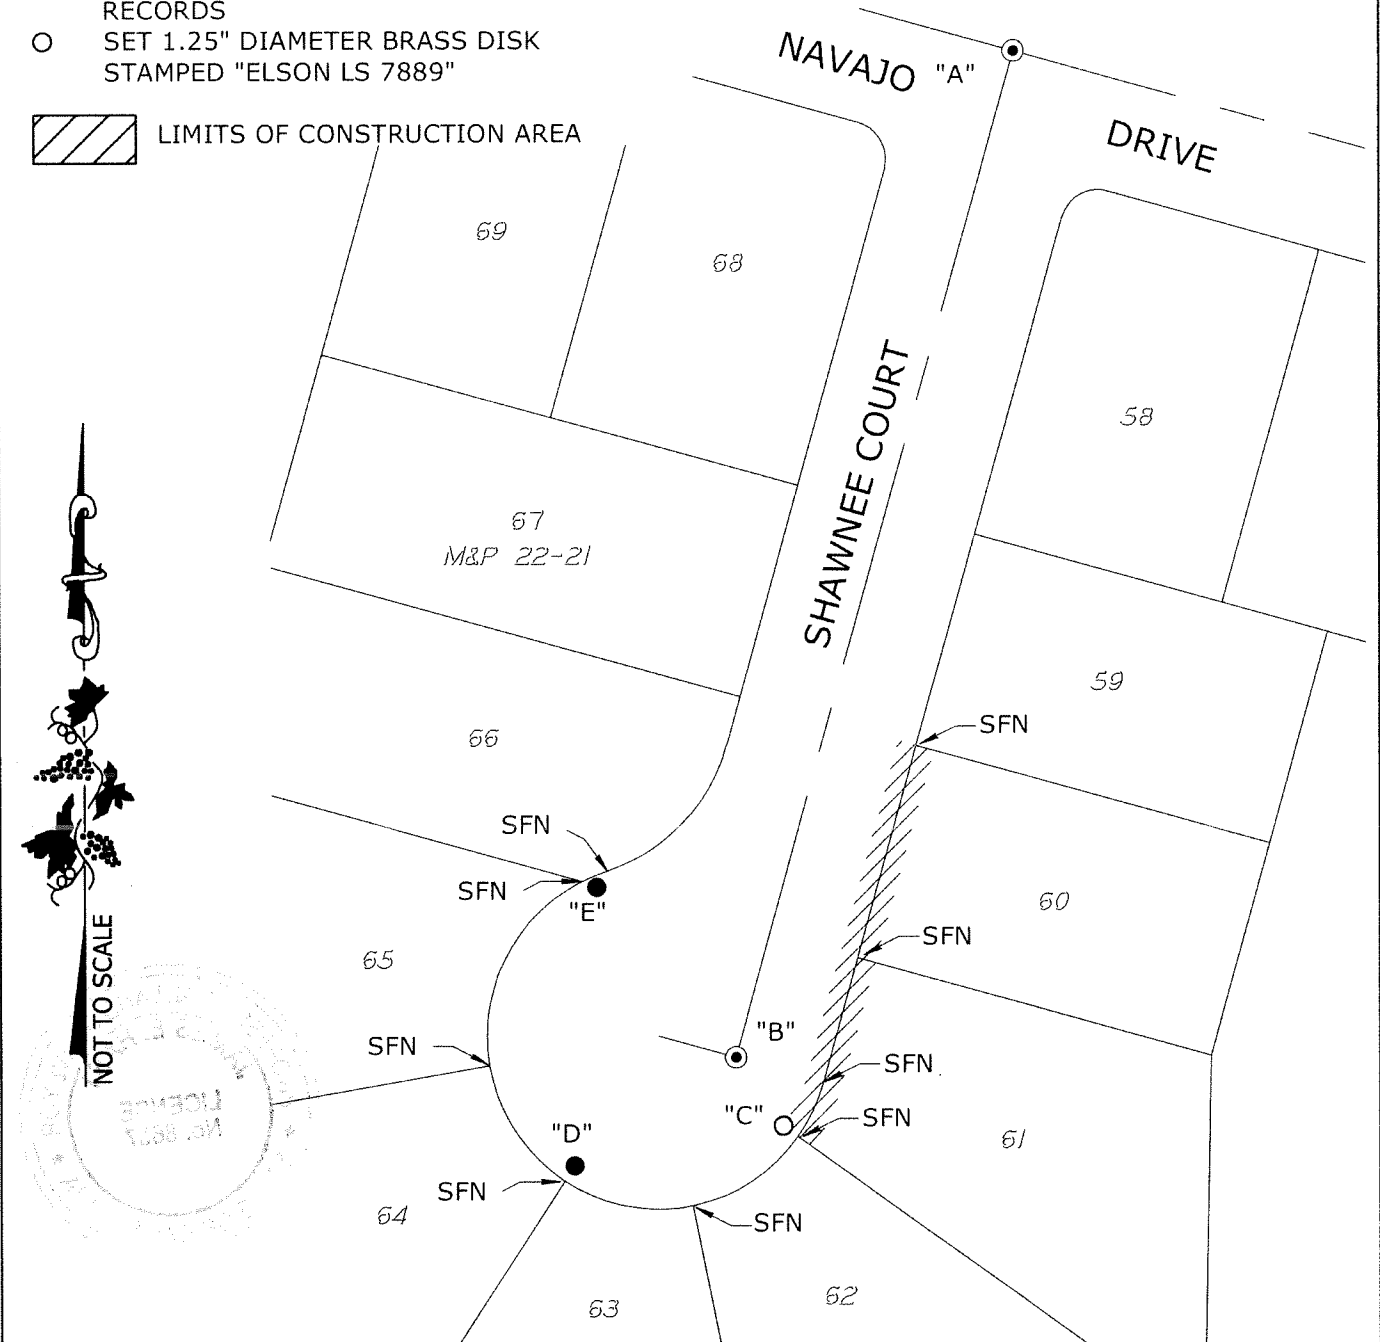 RECORDS
SET 1.25" DIAMETER BRASS DISK
STAMPED "ELSON LS 7889"
LIMITS OF CONSTRUCTION AREA
NAVAJO
"A"
DRIVE
69
68
58
SHAWNEE COURT
67
M&P 22-21
59
66
SFN
SFN
SFN
"E"
60
SFN
65
NOT TO SCALE
"B"
SFN
SFN
"C"
SFN
LICENCE
"D"
61
SFN
64
SFN
62
63